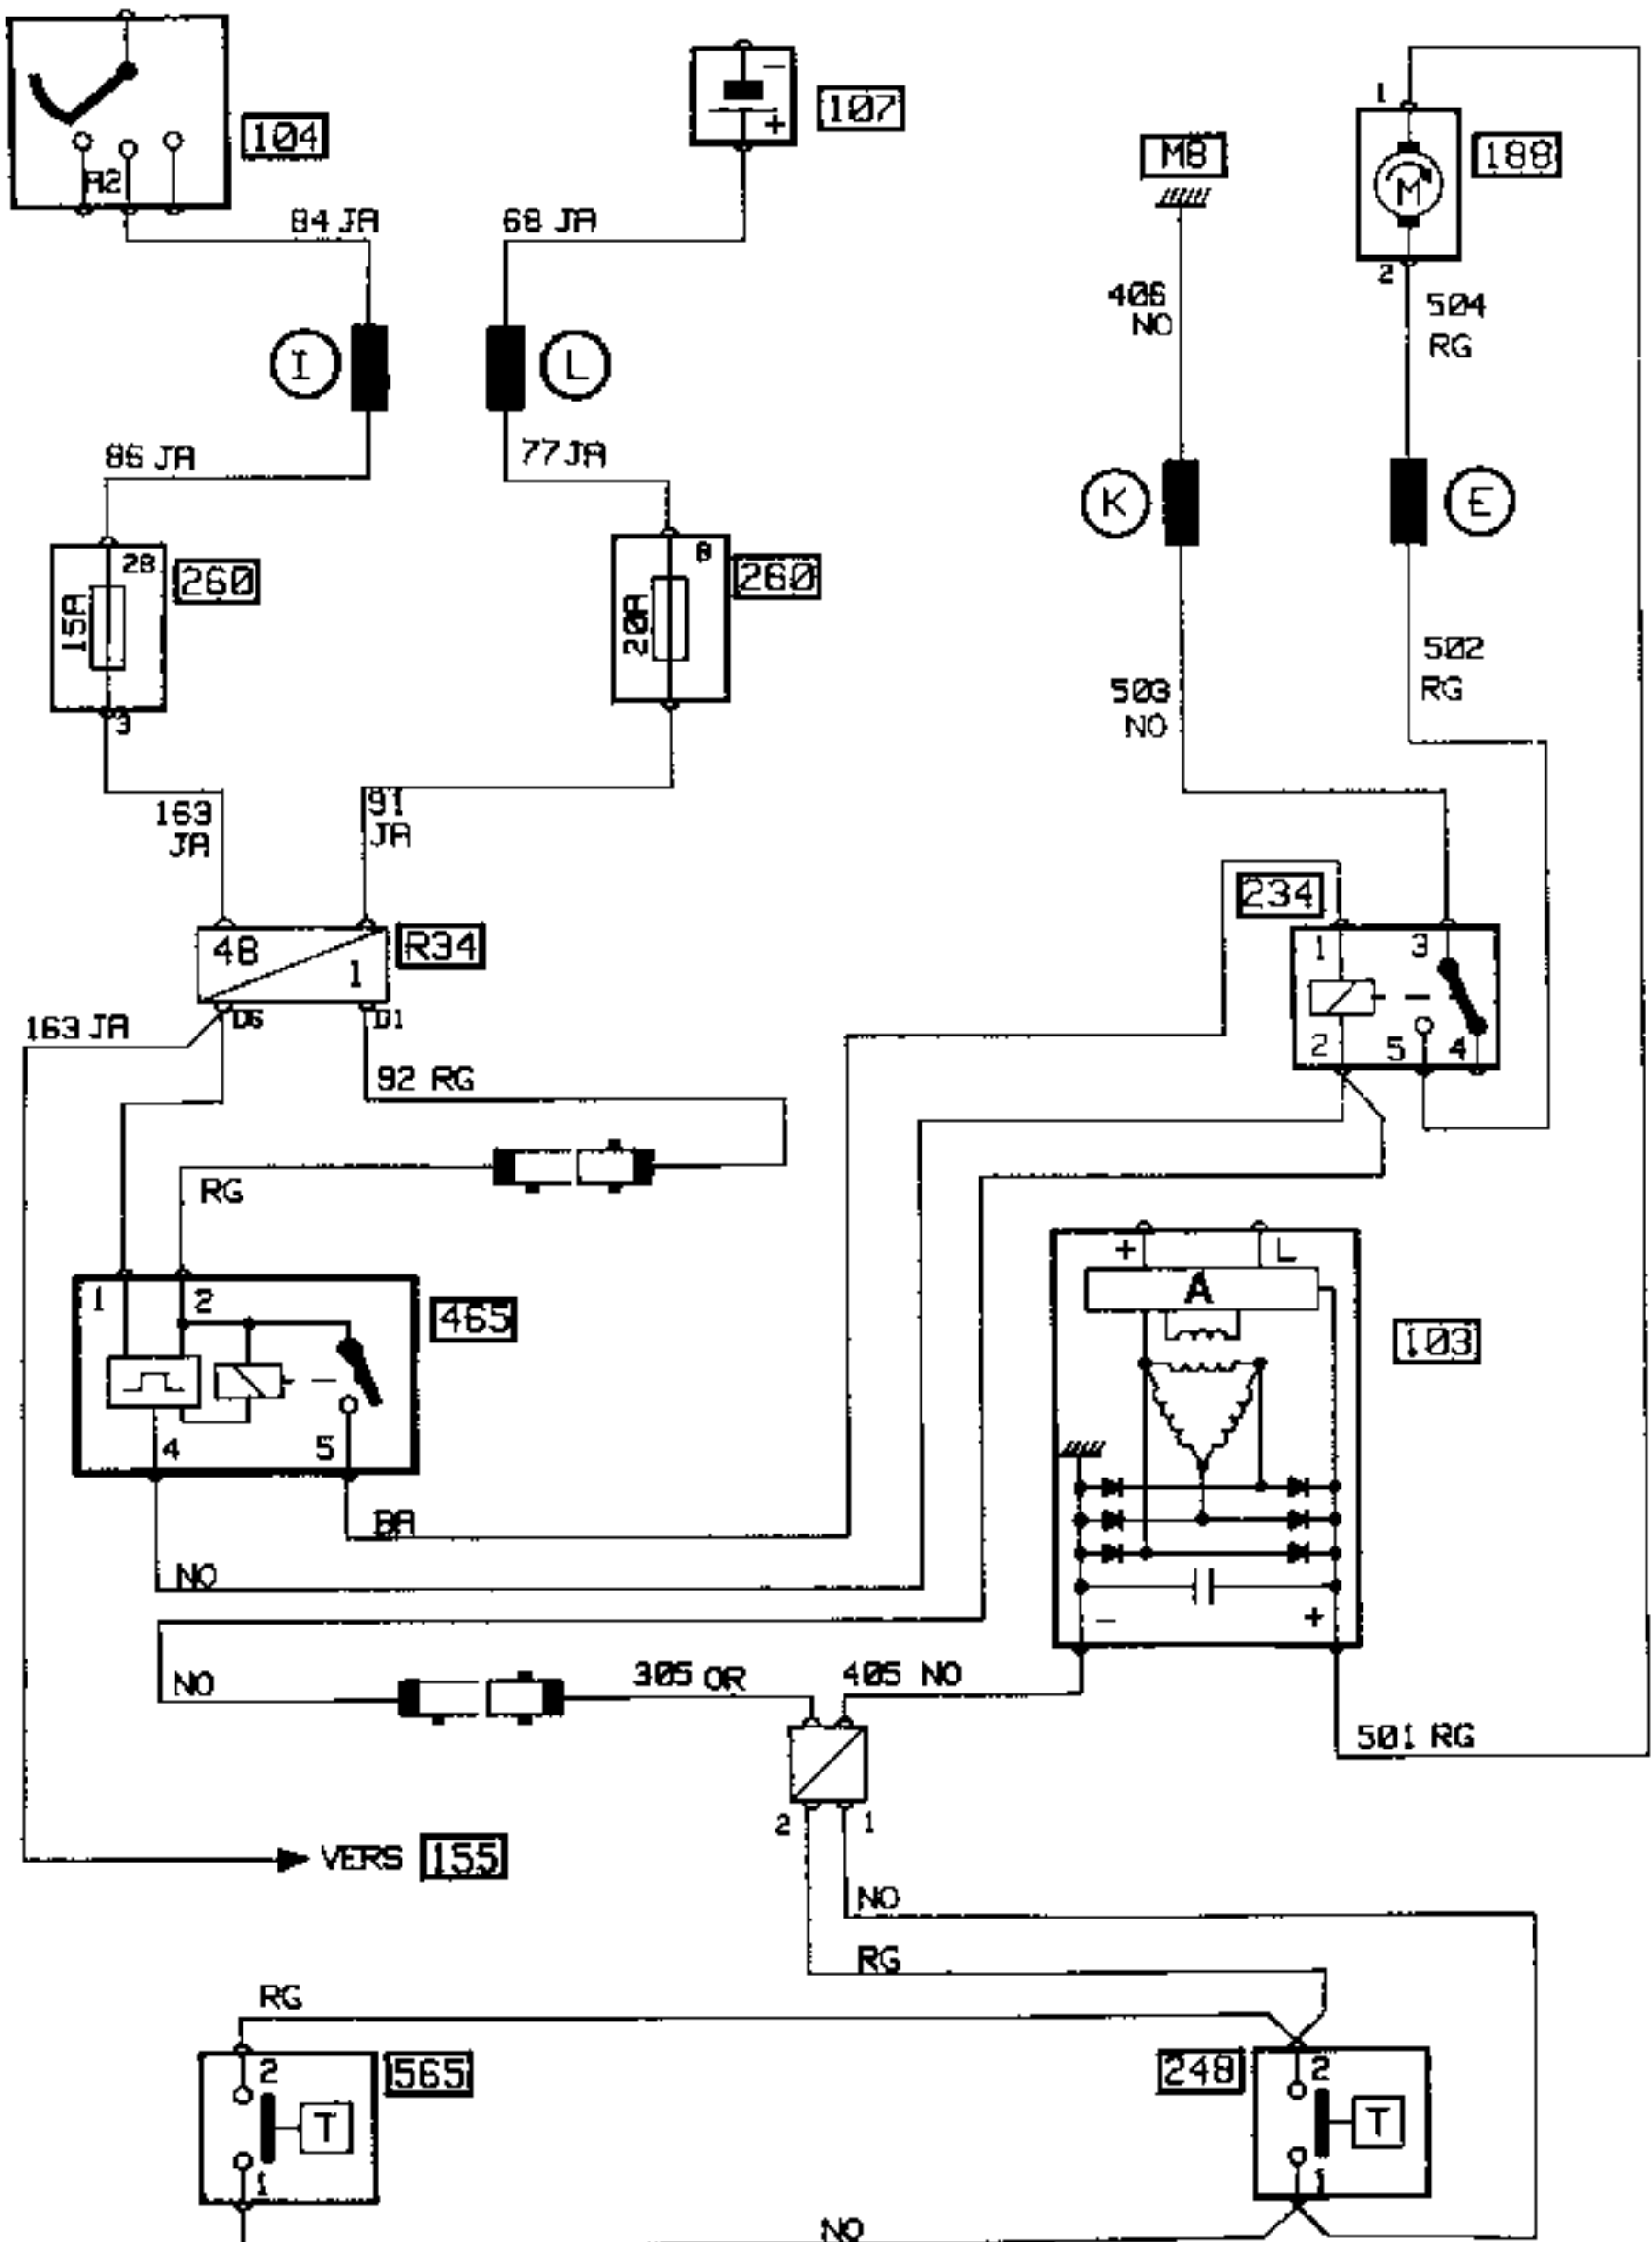 104
A2
107
-
+
M8
1
188
M
2
84 JA
68 JA
406
NO
504
RG
I
L
86 JA
77 JA
K
E
28
260
15A
3
8
260
20A
502
RG
503
NO
163
JA
91
JA
48
1
R34
D6
D1
234
1
3
2
5
4
163 JA
92 RG
RG
+
L
A
103
1
2
465
4
5
BA
NO
-
+
NO
305 OR
405 NO
501 RG
2
1
VERS 155
NO
RG
RG
2
565
T
1
248
2
T
1
NO